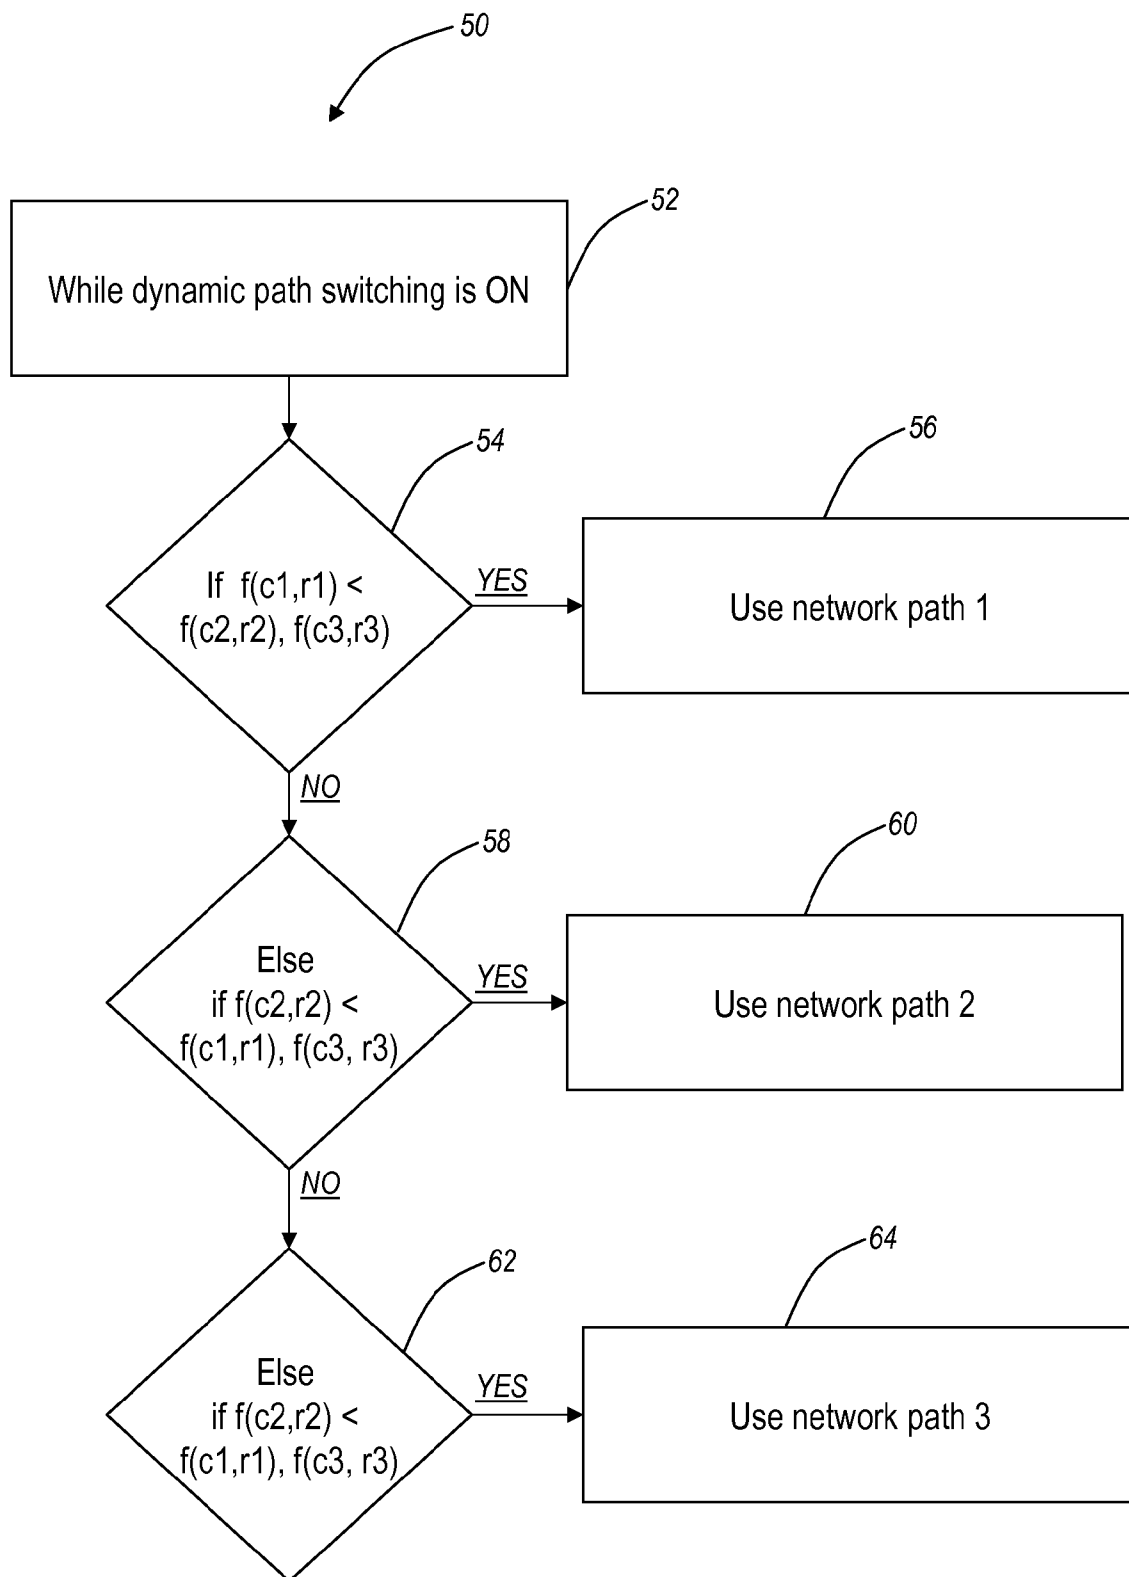 50
52
While dynamic path switching is ON
54
56
If f(c1,r1) <
f(c2,r2), f(c3,r3)
YES
Use network path 1
NO
58
60
Else
if f(c2,r2) <
f(c1,r1), f(c3, r3)
YES
Use network path 2
NO
62
64
Else
if f(c2,r2) <
f(c1,r1), f(c3, r3)
YES
Use network path 3